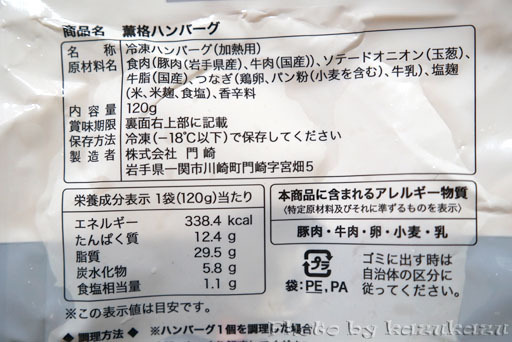 商品名 薫格ハンバーグ
名称 冷凍ハンバーグ(加熱用)
原材料名 食肉(豚肉(岩手県産)、牛肉(国産))、ソテードオニオン(玉葱)、
牛脂(国産)、つなぎ(鶏卵、パン粉(小麦を含む)、牛乳)、塩麹
(米、米麹、食塩)、香辛料
内容量 120g
賞味期限 裏面右上部に記載
保存方法 冷凍(-18℃以下)で保存してください
製造者 株式会社 門崎
岩手県一関市川崎町門崎字宮畑5
栄養成分表示 1袋(120g)当たり
エネルギー 338.4 kcal
たんぱく質 12.4 g
脂質 29.5 g
炭水化物 5.8 g
食塩相当量 1.1 g
※この表示値は目安です。
本商品に含まれるアレルギー物質
(特定原材料及びそれに準ずるものを表示)
豚肉・牛肉・卵・小麦・乳
プラ
袋:PE,PA
ゴミに出す時は
自治体の区分に
従ってください。
◆調理方法◆ ※ハンバーグ1個を調理した場合
Photo by kazukazu